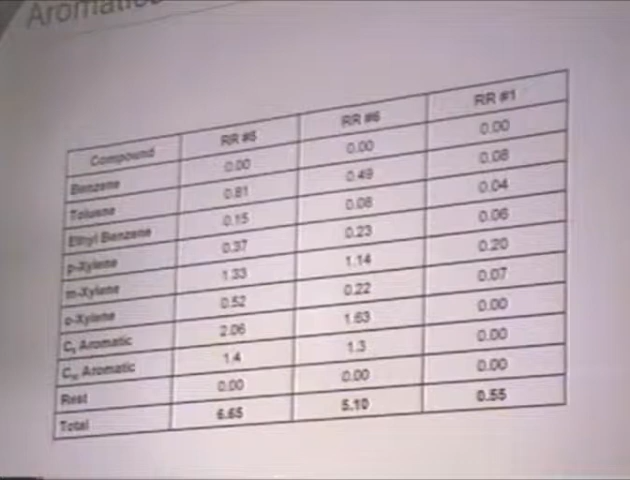 Compound RR #5 RR #6 RR #1
Benzene 0.00 0.00 0.00
Toluene 0.81 0.49 0.08
Ethyl Benzene 0.15 0.08 0.04
p-Xylene 0.37 0.23 0.06
m-Xylene 1.33 1.14 0.20
o-Xylene 0.52 0.22 0.07
C₉ Aromatic 2.06 1.63 0.00
C₁₀ Aromatic 1.4 1.3 0.00
Rest 0.00 0.00 0.00
Total 6.65 5.10 0.55